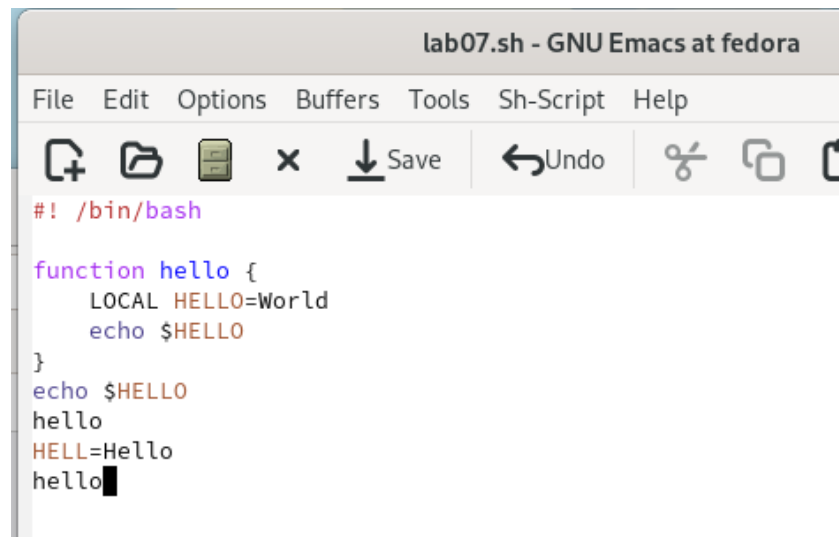 lab07.sh - GNU Emacs at fedora
File Edit Options Buffers Tools Sh-Script Help
Save Undo
#! /bin/bash
function hello {
    LOCAL HELLO=World
    echo $HELLO
}
echo $HELLO
hello
HELL=Hello
hello